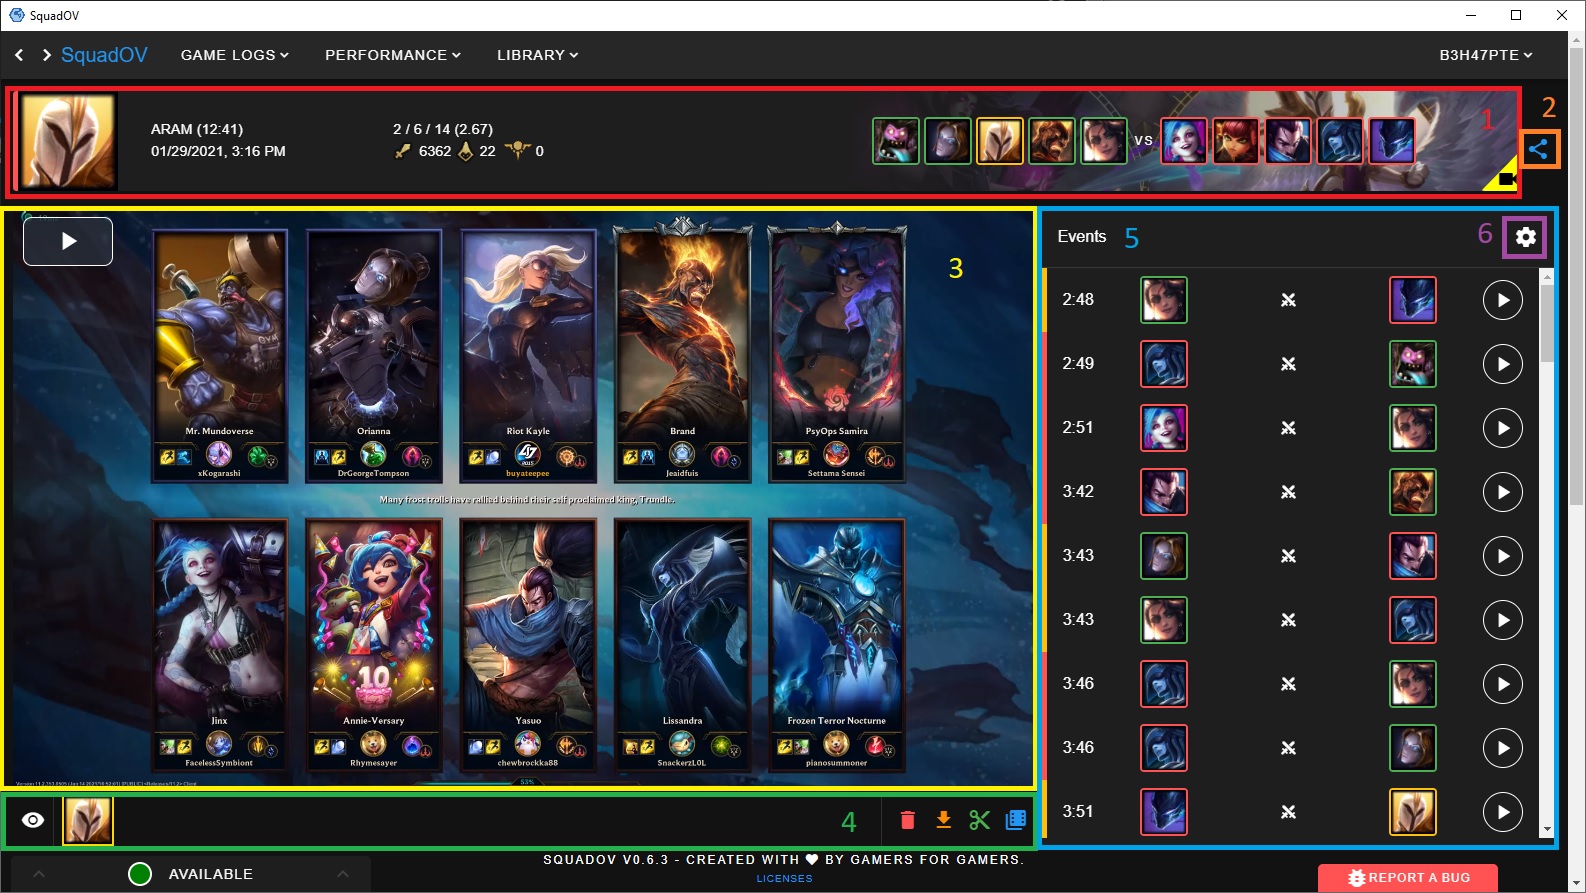 SquadOV
SquadOV
GAME LOGS
PERFORMANCE
LIBRARY
B3H47PTE
ARAM (12:41)
01/29/2021, 3:16 PM
2 / 6 / 14 (2.67)
6362 22 0
VS
1
2
3
Mr. Mundoverse
xKogarashi
Orianna
DrGeorgeTompson
Riot Kayle
buyateepee
Brand
Jeaidfuis
PsyOps Samira
Settama Sensei
Many frost trolls have rallied behind their self proclaimed king, Trundle.
Jinx
FacelessSymbiont
Annie-Versary
Rhymesayer
Yasuo
chewbrockka88
Lissandra
SnackerzL0L
Frozen Terror Nocturne
pianosummoner
53%
4
Events
5
6
2:48
2:49
2:51
3:42
3:43
3:43
3:46
3:46
3:51
AVAILABLE
SQUADOV V0.6.3 - CREATED WITH ♥ BY GAMERS FOR GAMERS.
LICENSES
REPORT A BUG